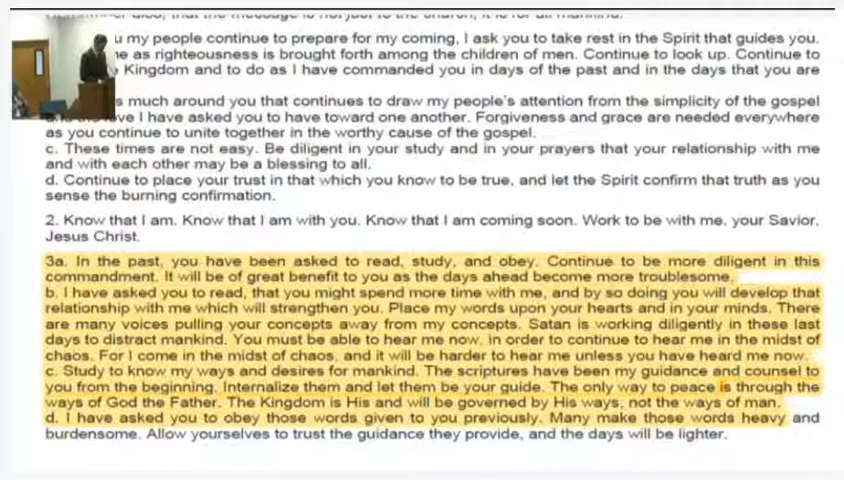 also, that the message is not just to the church, it is for all mankind.
u my people continue to prepare for my coming, I ask you to take rest in the Spirit that guides you.
e as righteousness is brought forth among the children of men. Continue to look up. Continue to
Kingdom and to do as I have commanded you in days of the past and in the days that you are
s much around you that continues to draw my people's attention from the simplicity of the gospel
ve I have asked you to have toward one another. Forgiveness and grace are needed everywhere
as you continue to unite together in the worthy cause of the gospel.
c. These times are not easy. Be diligent in your study and in your prayers that your relationship with me
and with each other may be a blessing to all.
d. Continue to place your trust in that which you know to be true, and let the Spirit confirm that truth as you
sense the burning confirmation.
2. Know that I am. Know that I am with you. Know that I am coming soon. Work to be with me, your Savior,
Jesus Christ.
3a. In the past, you have been asked to read, study, and obey. Continue to be more diligent in this
commandment. It will be of great benefit to you as the days ahead become more troublesome.
b. I have asked you to read, that you might spend more time with me, and by so doing you will develop that
relationship with me which will strengthen you. Place my words upon your hearts and in your minds. There
are many voices pulling your concepts away from my concepts. Satan is working diligently in these last
days to distract mankind. You must be able to hear me now, in order to continue to hear me in the midst of
chaos. For I come in the midst of chaos, and it will be harder to hear me unless you have heard me now.
c. Study to know my ways and desires for mankind. The scriptures have been my guidance and counsel to
you from the beginning. Internalize them and let them be your guide. The only way to peace is through the
ways of God the Father. The Kingdom is His and will be governed by His ways, not the ways of man.
d. I have asked you to obey those words given to you previously. Many make those words heavy and
burdensome. Allow yourselves to trust the guidance they provide, and the days will be lighter.